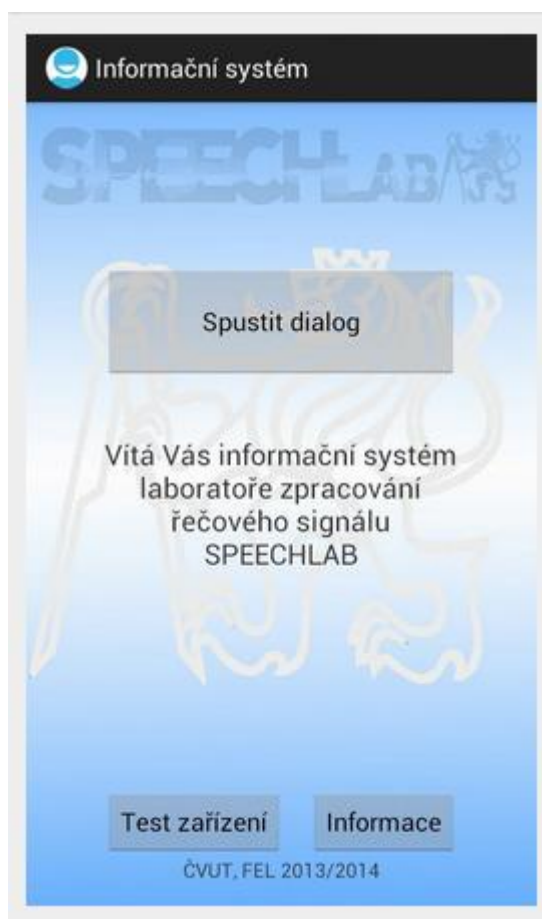 Informační systém
SPEECHLAB
Spustit dialog
Vítá Vás informační systém
laboratoře zpracování
řečového signálu
SPEECHLAB
Test zařízení Informace
ČVUT, FEL 2013/2014